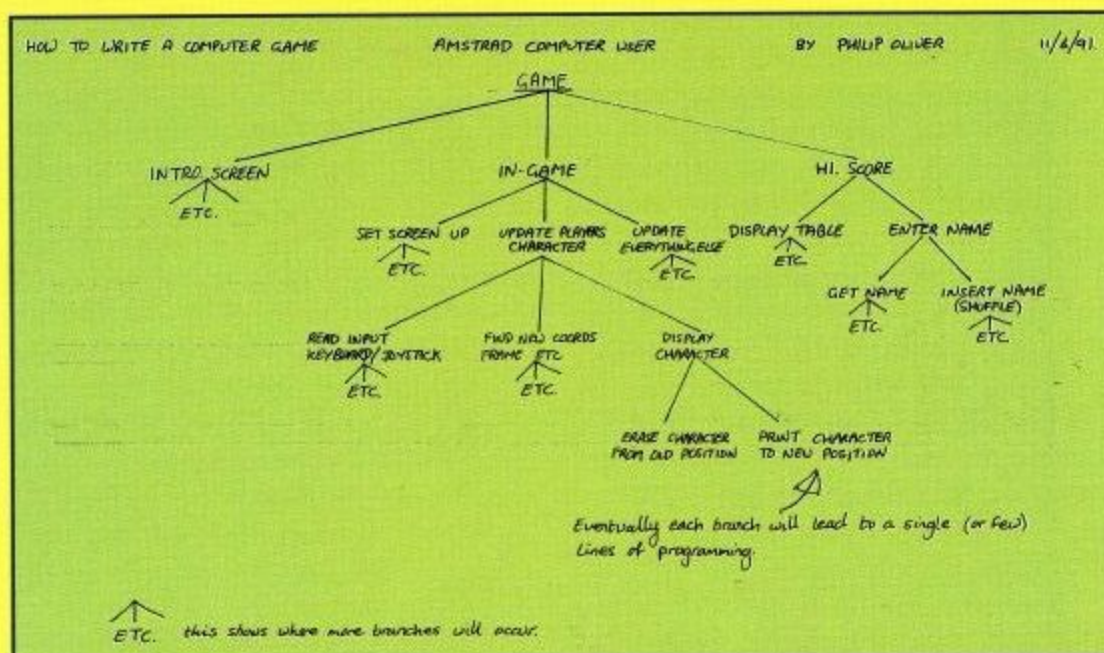 HOW TO WRITE A COMPUTER GAME AMSTRAD COMPUTER USER BY PHILIP OLIVER 11/6/91
GAME
INTRO SCREEN IN-GAME HI. SCORE
ETC.
SET SCREEN UP UPDATE PLAYERS UPDATE DISPLAY TABLE ENTER NAME
CHARACTER EVERYTHING ELSE
ETC. ETC. ETC.
GET NAME INSERT NAME
(SHUFFLE)
ETC. ETC.
READ INPUT FIND NEW COORDS DISPLAY
KEYBOARD/JOYSTICK FRAME ETC CHARACTER
ETC. ETC.
ERASE CHARACTER PRINT CHARACTER
FROM OLD POSITION TO NEW POSITION
Eventually each branch will lead to a single (or few)
Lines of programming.
ETC. this shows where more branches will occur.